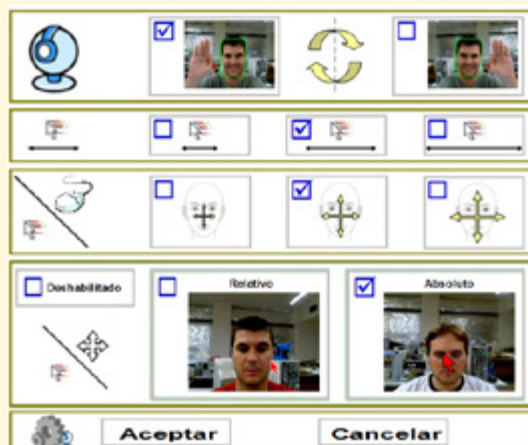 Deshabilitado
Relativo
Absoluto
Aceptar
Cancelar